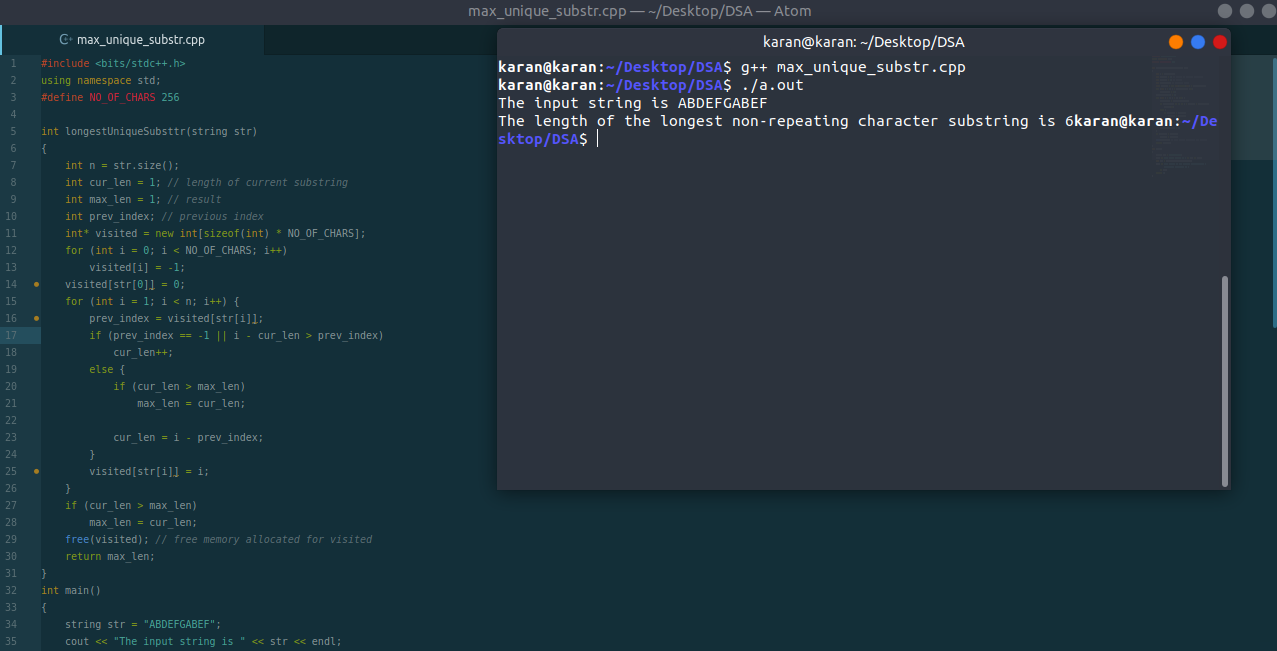 max_unique_substr.cpp — ~/Desktop/DSA — Atom
max_unique_substr.cpp
1 #include <bits/stdc++.h>
2 using namespace std;
3 #define NO_OF_CHARS 256
4
5 int longestUniqueSubsttr(string str)
6 {
7 int n = str.size();
8 int cur_len = 1; // length of current substring
9 int max_len = 1; // result
10 int prev_index; // previous index
11 int* visited = new int[sizeof(int) * NO_OF_CHARS];
12 for (int i = 0; i < NO_OF_CHARS; i++)
13 visited[i] = -1;
14 visited[str[0]] = 0;
15 for (int i = 1; i < n; i++) {
16 prev_index = visited[str[i]];
17 if (prev_index == -1 || i - cur_len > prev_index)
18 cur_len++;
19 else {
20 if (cur_len > max_len)
21 max_len = cur_len;
22
23 cur_len = i - prev_index;
24 }
25 visited[str[i]] = i;
26 }
27 if (cur_len > max_len)
28 max_len = cur_len;
29 free(visited); // free memory allocated for visited
30 return max_len;
31 }
32 int main()
33 {
34 string str = "ABDEFGABEF";
35 cout << "The input string is " << str << endl;
karan@karan: ~/Desktop/DSA
karan@karan:~/Desktop/DSA$ g++ max_unique_substr.cpp
karan@karan:~/Desktop/DSA$ ./a.out
The input string is ABDEFGABEF
The length of the longest non-repeating character substring is 6karan@karan:~/De
sktop/DSA$